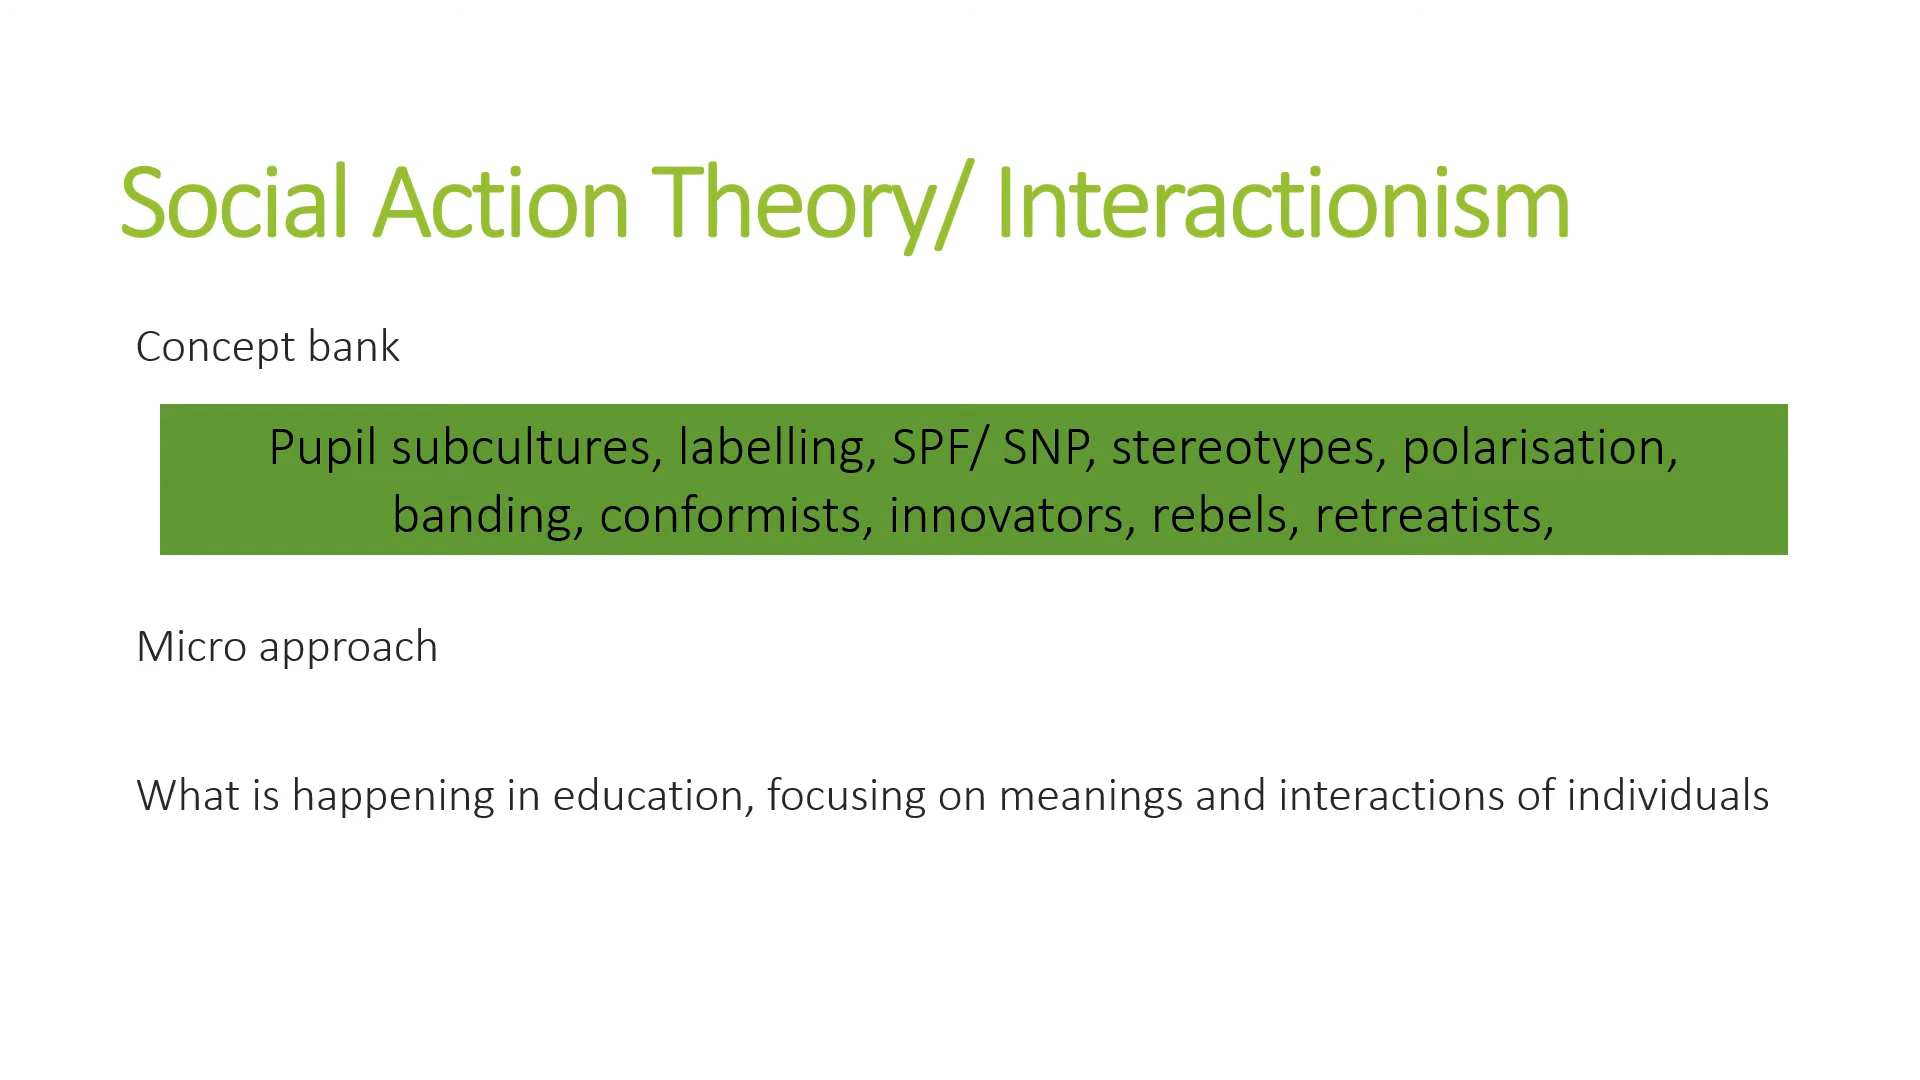 Social Action Theory/ Interactionism
Concept bank
Pupil subcultures, labelling, SPF/ SNP, stereotypes, polarisation,
banding, conformists, innovators, rebels, retreatists,
Micro approach
What is happening in education, focusing on meanings and interactions of individuals